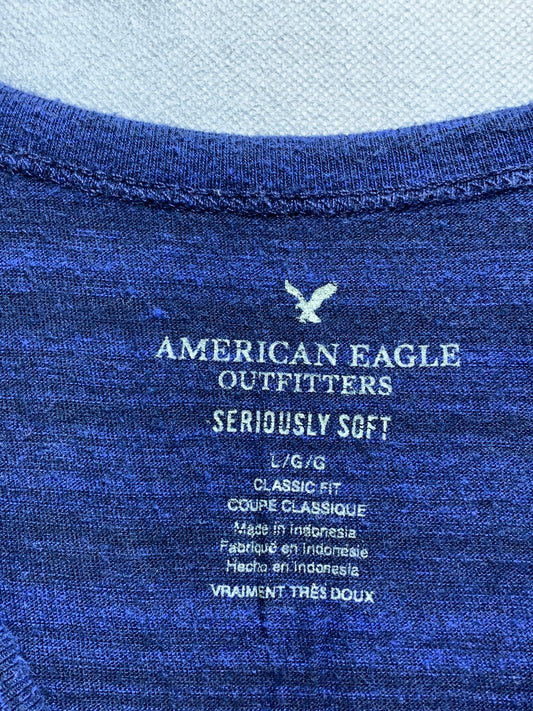 AMERICAN EAGLE
OUTFITTERS
SERIOUSLY SOFT
L/G/G
CLASSIC FIT
COUPE CLASSIQUE
Made in Indonesia
Fabriqué en Indonésie
Hecho en Indonesia
VRAIMENT TRÈS DOUX